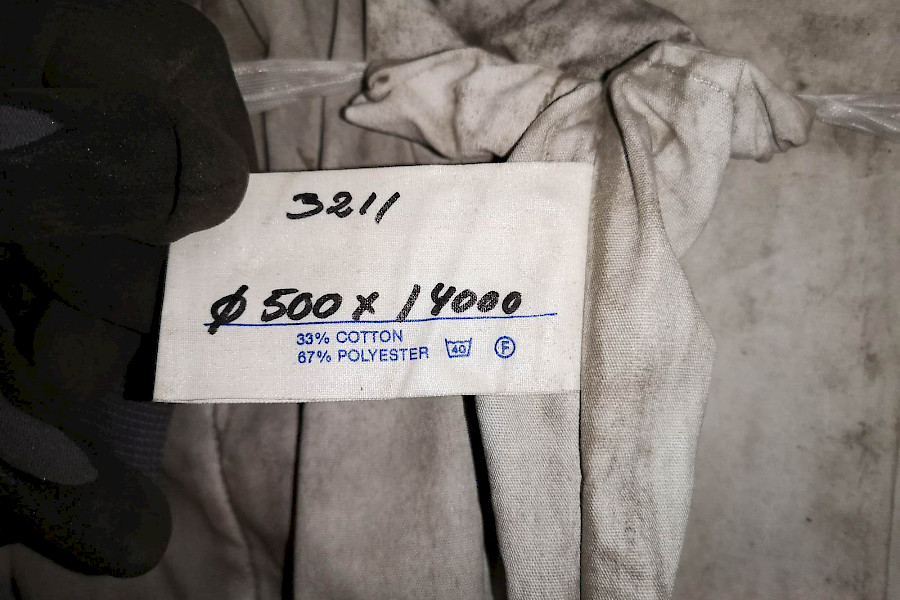 3211
ø 500 x 14000
33% COTTON
67% POLYESTER 40 F